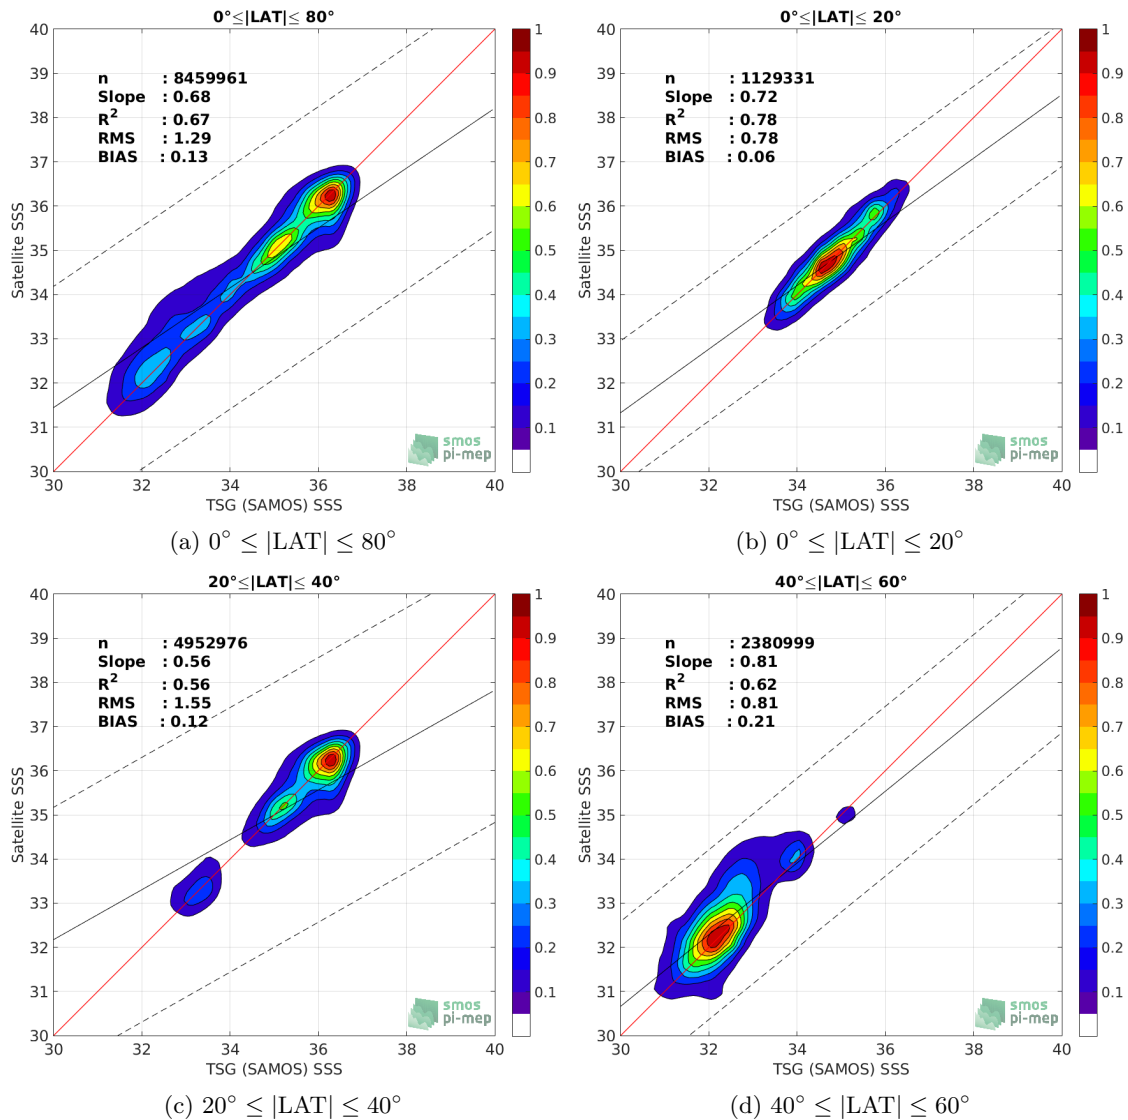 0°≤|LAT|≤ 80°
40
39
38
37
36
35
34
33
32
31
30
30
32
34
36
38
40
Satellite SSS
TSG (SAMOS) SSS
n : 8459961
Slope : 0.68
R² : 0.67
RMS : 1.29
BIAS : 0.13
1
0.9
0.8
0.7
0.6
0.5
0.4
0.3
0.2
0.1
smos
pi-mep
(a) 0° ≤ |LAT| ≤ 80°
0°≤|LAT|≤ 20°
40
39
38
37
36
35
34
33
32
31
30
30
32
34
36
38
40
Satellite SSS
TSG (SAMOS) SSS
n : 1129331
Slope : 0.72
R² : 0.78
RMS : 0.78
BIAS : 0.06
1
0.9
0.8
0.7
0.6
0.5
0.4
0.3
0.2
0.1
smos
pi-mep
(b) 0° ≤ |LAT| ≤ 20°
20°≤|LAT|≤ 40°
40
39
38
37
36
35
34
33
32
31
30
30
32
34
36
38
40
Satellite SSS
TSG (SAMOS) SSS
n : 4952976
Slope : 0.56
R² : 0.56
RMS : 1.55
BIAS : 0.12
1
0.9
0.8
0.7
0.6
0.5
0.4
0.3
0.2
0.1
smos
pi-mep
(c) 20° ≤ |LAT| ≤ 40°
40°≤|LAT|≤ 60°
40
39
38
37
36
35
34
33
32
31
30
30
32
34
36
38
40
Satellite SSS
TSG (SAMOS) SSS
n : 2380999
Slope : 0.81
R² : 0.62
RMS : 0.81
BIAS : 0.21
1
0.9
0.8
0.7
0.6
0.5
0.4
0.3
0.2
0.1
smos
pi-mep
(d) 40° ≤ |LAT| ≤ 60°